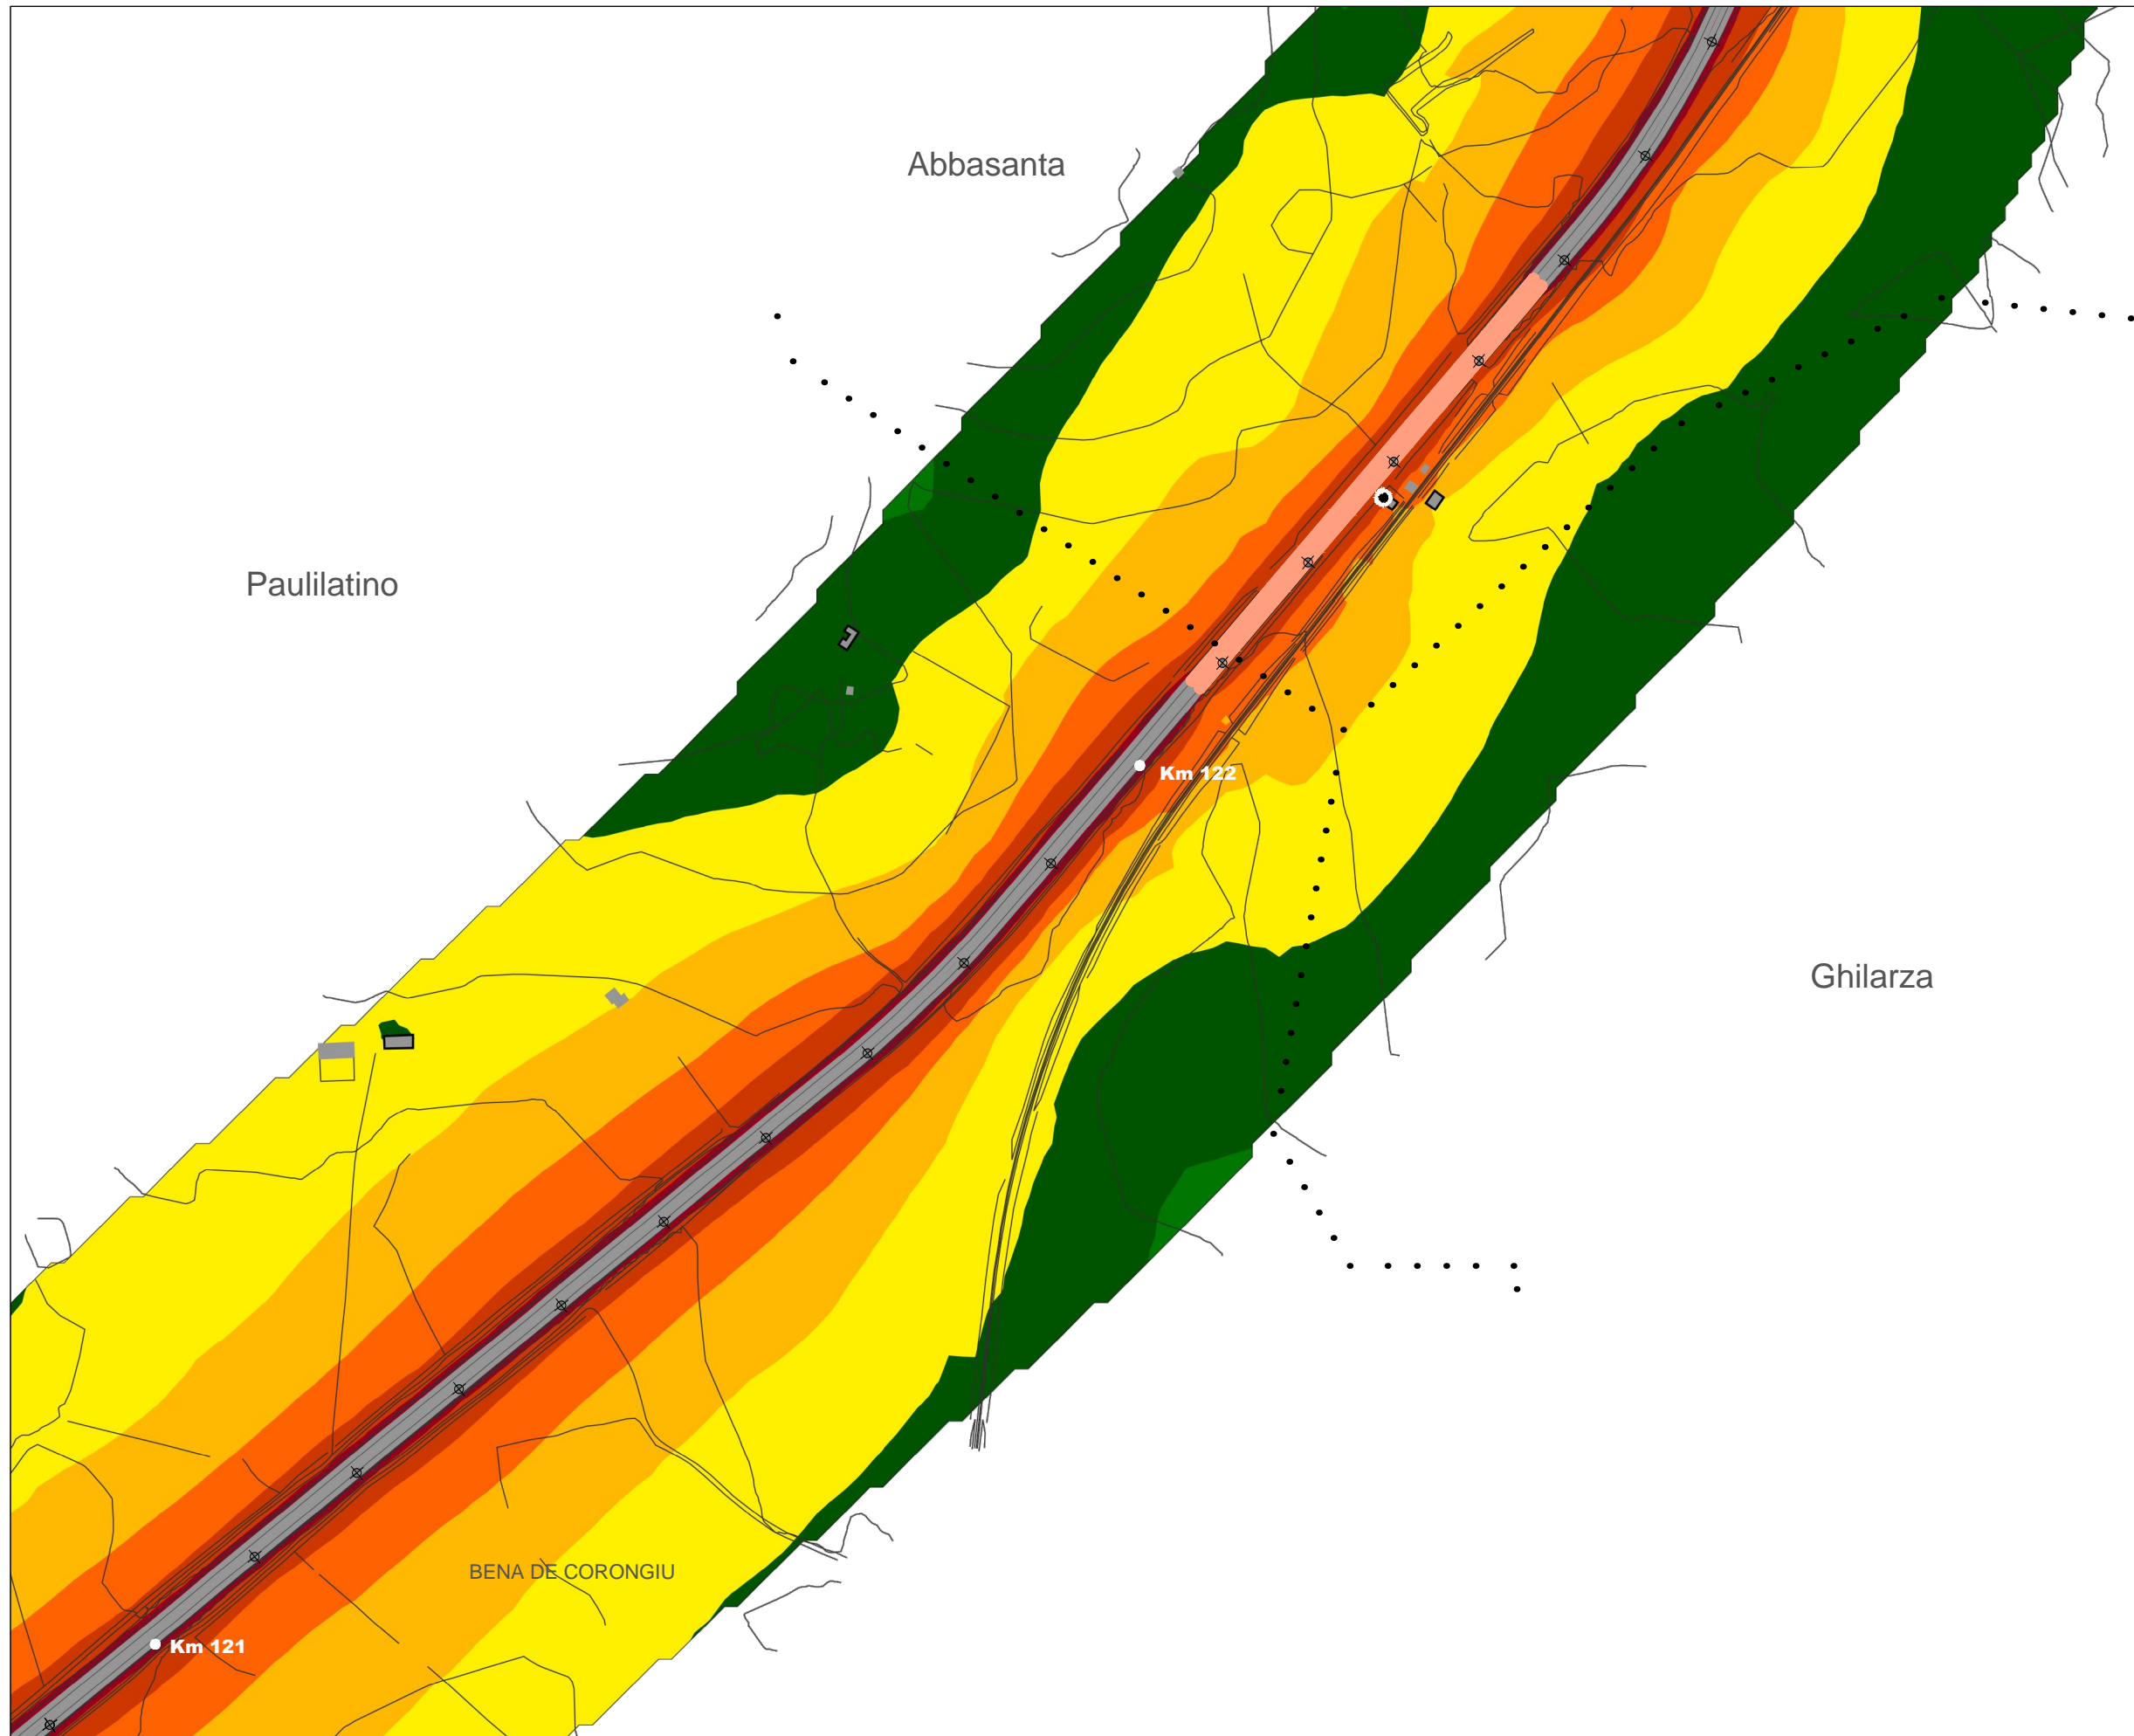 Abbasanta
Paulilatino
Km 122
Ghilarza
BENA DE CORONGIU
Km 121